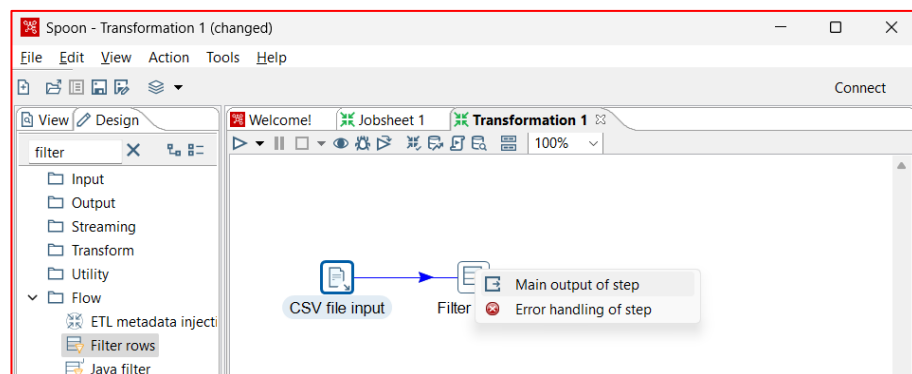 Spoon - Transformation 1 (changed)
File Edit View Action Tools Help
Connect
View Design
Welcome! Jobsheet 1 Transformation 1
filter
100%
Input
Output
Streaming
Transform
Utility
Flow
ETL metadata injecti
Filter rows
Java filter
CSV file input
Filter
Main output of step
Error handling of step